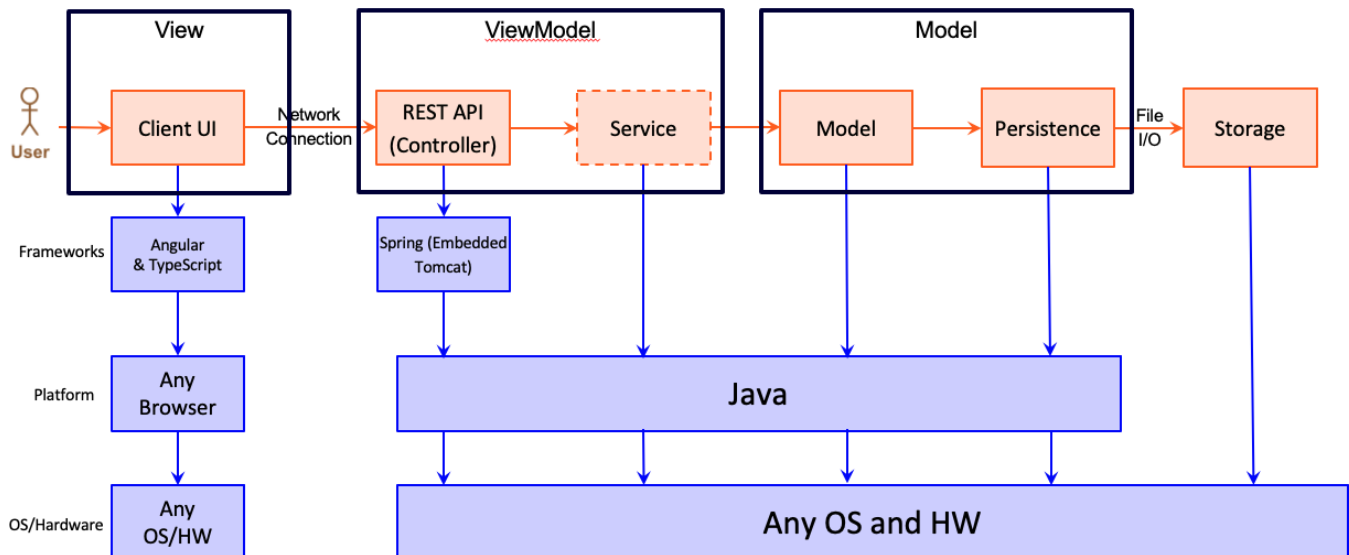 View
ViewModel
Model
User
Client UI
Network
Connection
REST API
(Controller)
Service
Model
Persistence
File
I/O
Storage
Frameworks
Angular
& TypeScript
Spring (Embedded
Tomcat)
Platform
Any
Browser
Java
OS/Hardware
Any
OS/HW
Any OS and HW